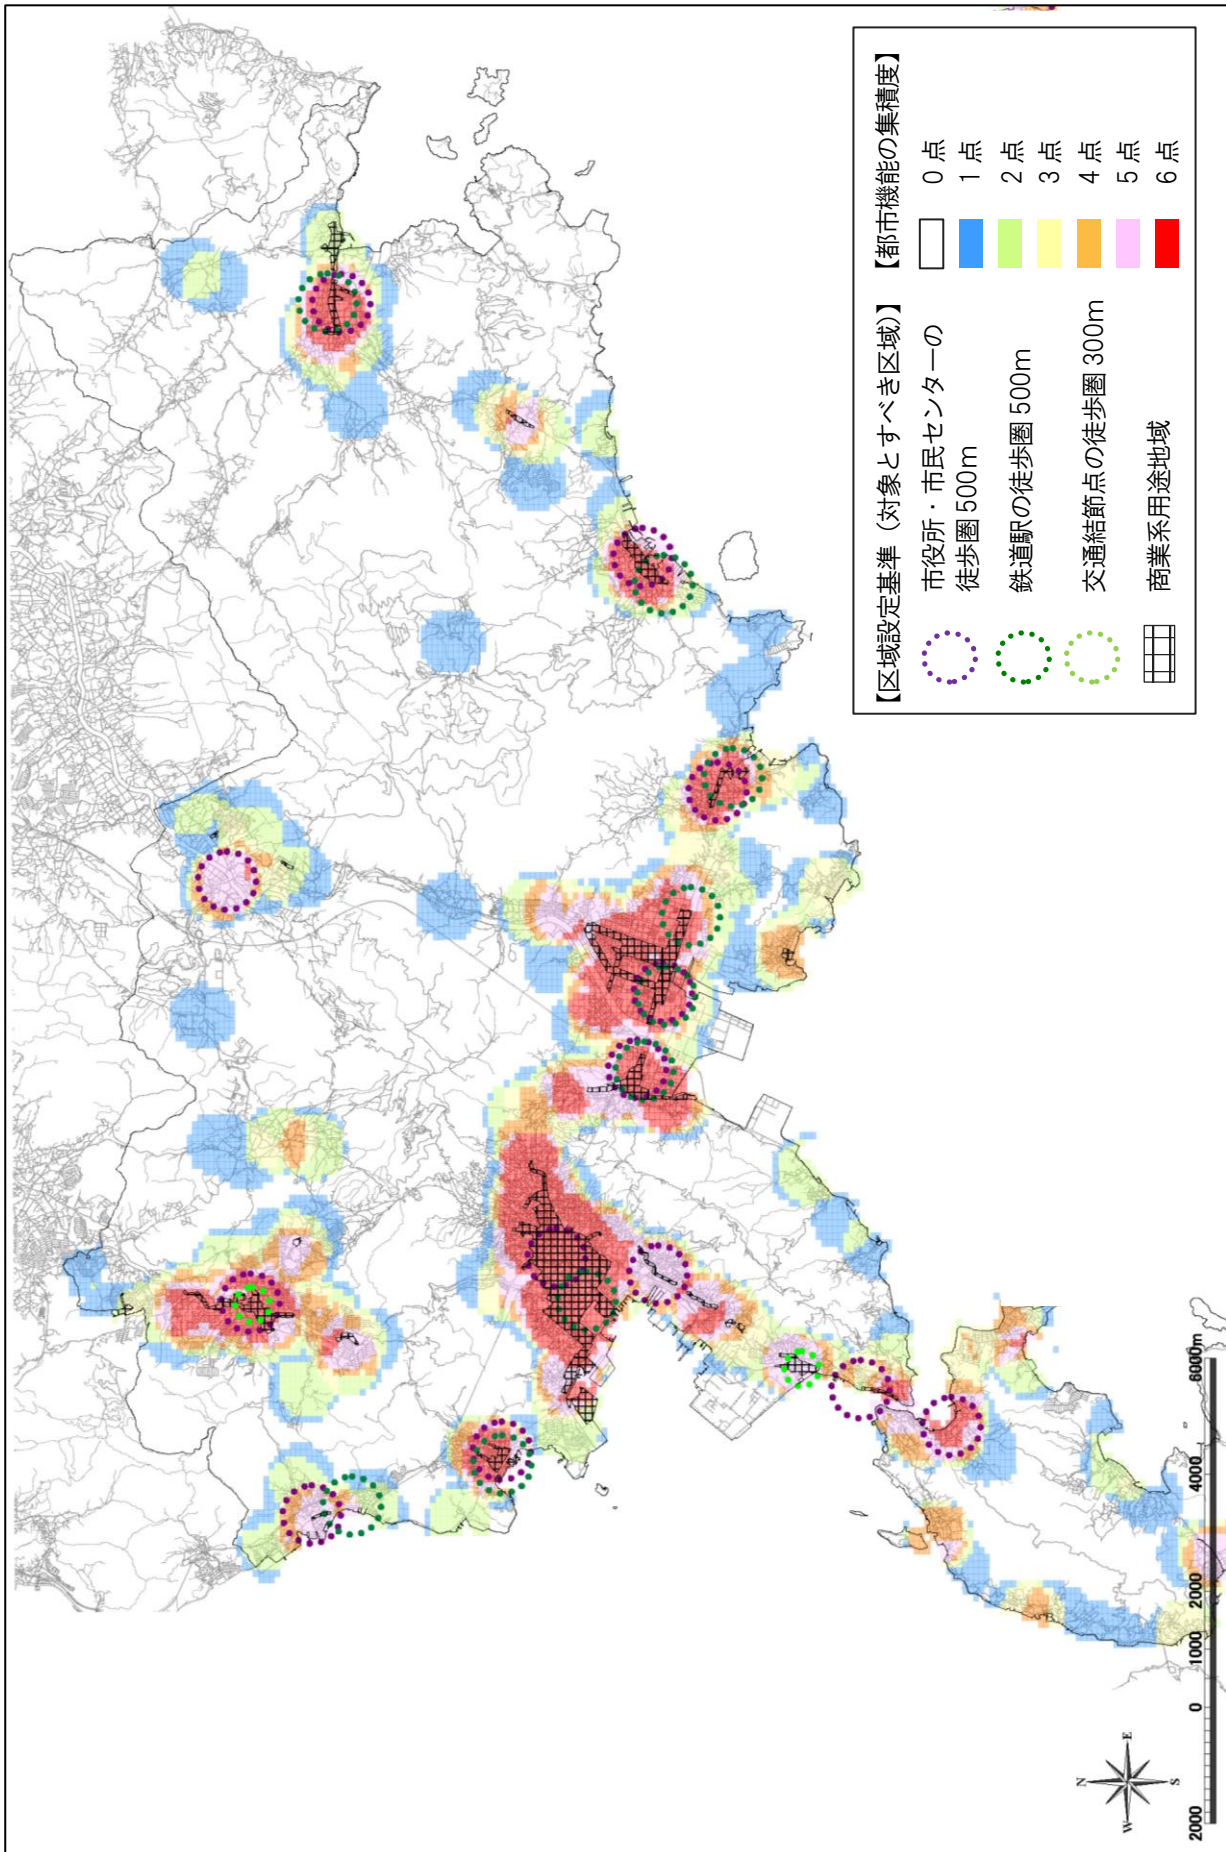 【区域設定基準（対象とすべき区域）】
市役所・市民センターの
徒歩圏 500m
鉄道駅の徒歩圏 500m
交通結節点の徒歩圏 300m
商業系用途地域
【都市機能の集積度】
0 点
1 点
2 点
3 点
4 点
5 点
6 点
N
W
E
S
2000
0
1000
2000
4000
6000m